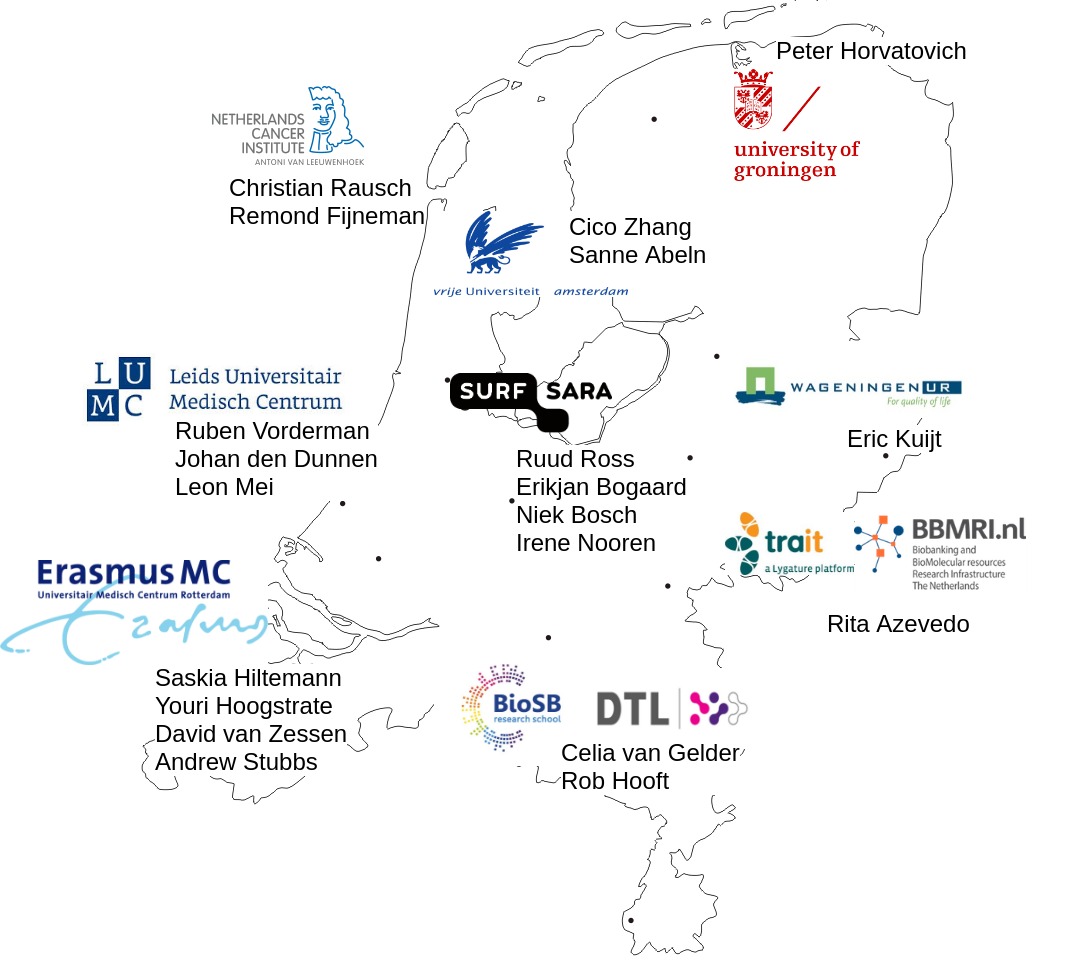 Peter Horvatovich
university of
groningen
NETHERLANDS
CANCER
INSTITUTE
ANTONI VAN LEEUWENHOEK
Christian Rausch
Remond Fijneman
Cico Zhang
Sanne Abeln
vrije Universiteit amsterdam
LU
MC
Leids Universitair
Medisch Centrum
Ruben Vorderman
Johan den Dunnen
Leon Mei
SURF SARA
Ruud Ross
Erikjan Bogaard
Niek Bosch
Irene Nooren
WAGENINGEN UR
For quality of life
Eric Kuijt
trait
a Lygature platform
BBMRI.nl
Biobanking and
BioMolecular resources
Research Infrastructure
The Netherlands
Rita Azevedo
Erasmus MC
Universitair Medisch Centrum Rotterdam
Erasmus
Saskia Hiltemann
Youri Hoogstrate
David van Zessen
Andrew Stubbs
BioSB
research school
DTL
Celia van Gelder
Rob Hooft